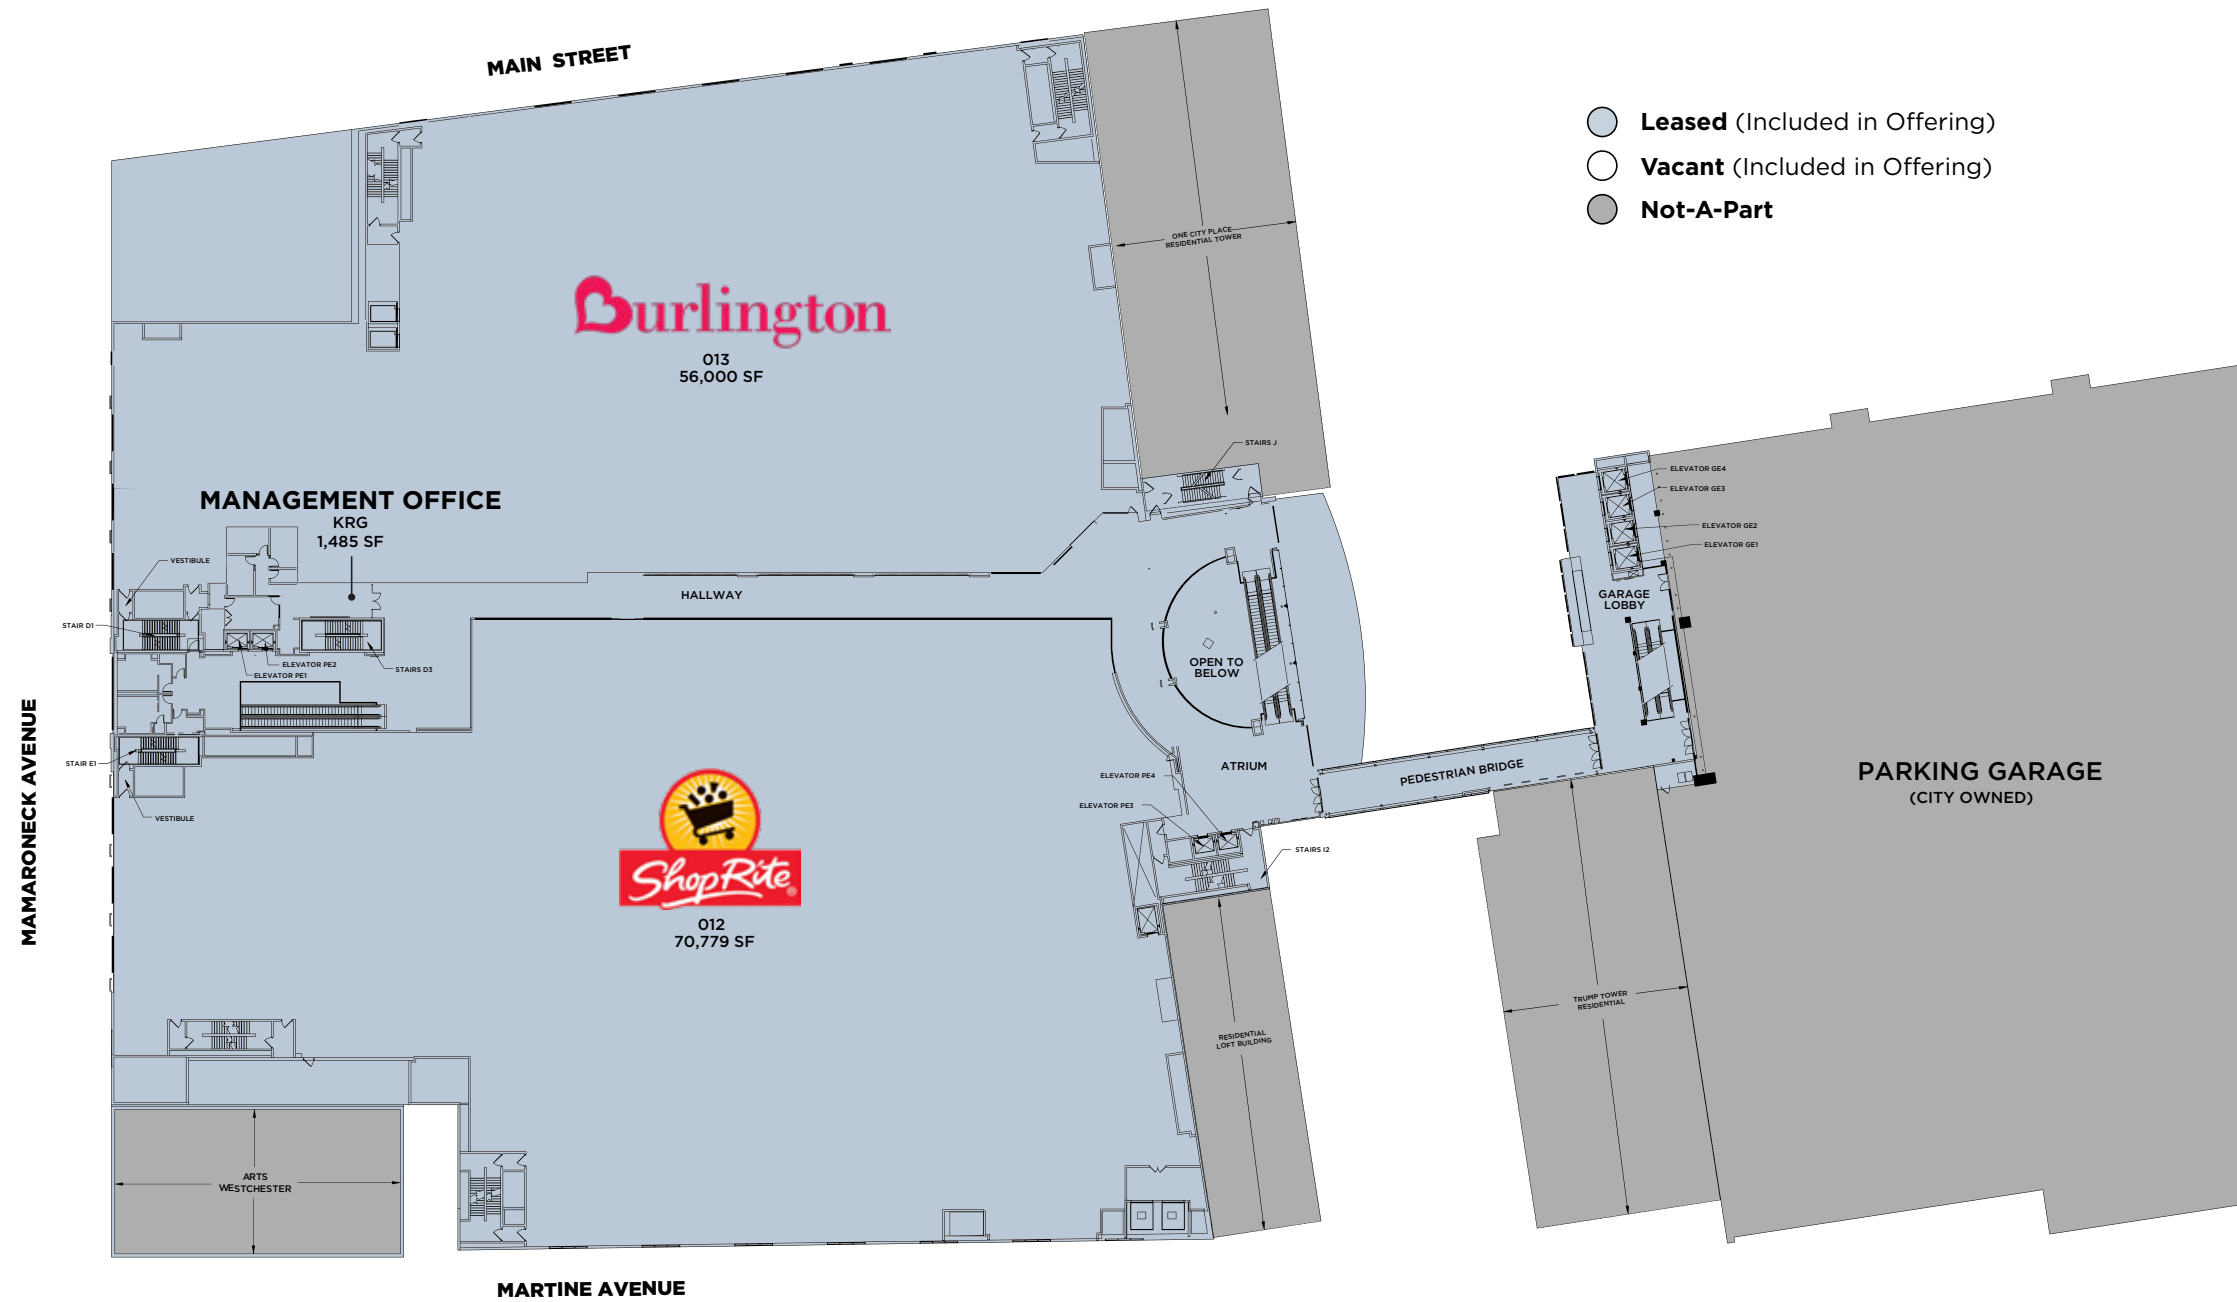 MAIN STREET
Leased (Included in Offering)
Vacant (Included in Offering)
Not-A-Part
ONE CITY PLACE
RESIDENTIAL TOWER
Burlington
013
56,000 SF
STAIRS J
ELEVATOR GE4
ELEVATOR GE3
ELEVATOR GE2
ELEVATOR GE1
MANAGEMENT OFFICE
KRG
1,485 SF
VESTIBULE
HALLWAY
GARAGE
LOBBY
STAIR D1
ELEVATOR PE2
ELEVATOR PE1
STAIRS D3
OPEN TO
BELOW
MAMARONECK AVENUE
STAIR E1
VESTIBULE
ATRIUM
PEDESTRIAN BRIDGE
ELEVATOR PE4
ELEVATOR PE3
PARKING GARAGE
(CITY OWNED)
STAIRS I2
ShopRite®
012
70,779 SF
TRUMP TOWER
RESIDENTIAL
RESIDENTIAL
LOFT BUILDING
ARTS
WESTCHESTER
MARTINE AVENUE